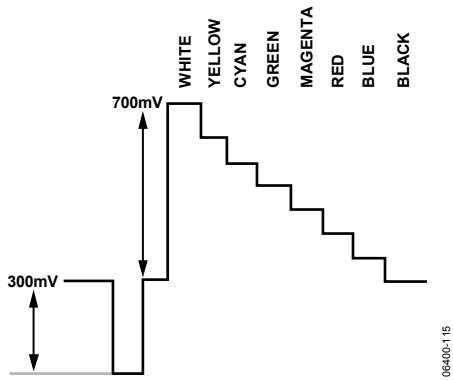 WHITE
YELLOW
CYAN
GREEN
MAGENTA
RED
BLUE
BLACK
700mV
300mV
06400-115